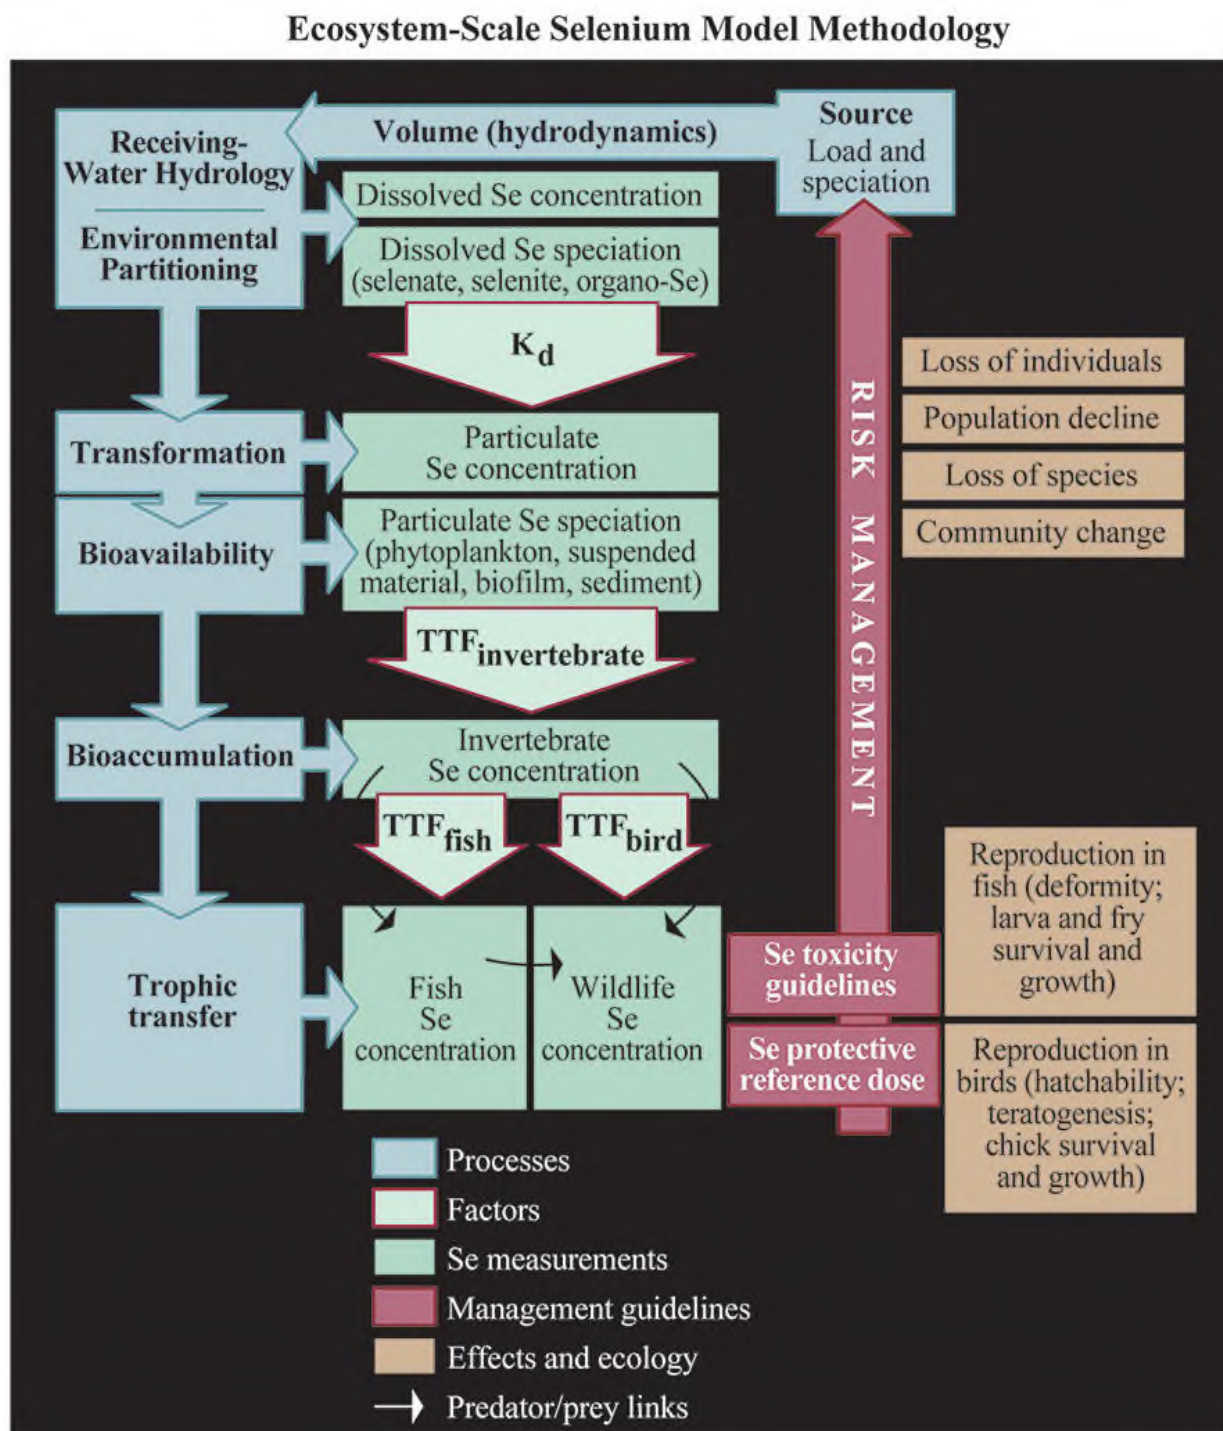 Ecosystem-Scale Selenium Model Methodology
Receiving-
Water Hydrology
Environmental
Partitioning
Volume (hydrodynamics)
Source
Load and
speciation
Dissolved Se concentration
Dissolved Se speciation
(selenate, selenite, organo-Se)
Kd
Transformation
Particulate
Se concentration
Bioavailability
Particulate Se speciation
(phytoplankton, suspended
material, biofilm, sediment)
TTFinvertebrate
Bioaccumulation
Invertebrate
Se concentration
TTFfish
TTFbird
Trophic
transfer
Fish
Se
concentration
Wildlife
Se
concentration
RISK MANAGEMENT
Se toxicity
guidelines
Se protective
reference dose
Loss of individuals
Population decline
Loss of species
Community change
Reproduction in
fish (deformity;
larva and fry
survival and
growth)
Reproduction in
birds (hatchability;
teratogenesis;
chick survival
and growth)
Processes
Factors
Se measurements
Management guidelines
Effects and ecology
Predator/prey links